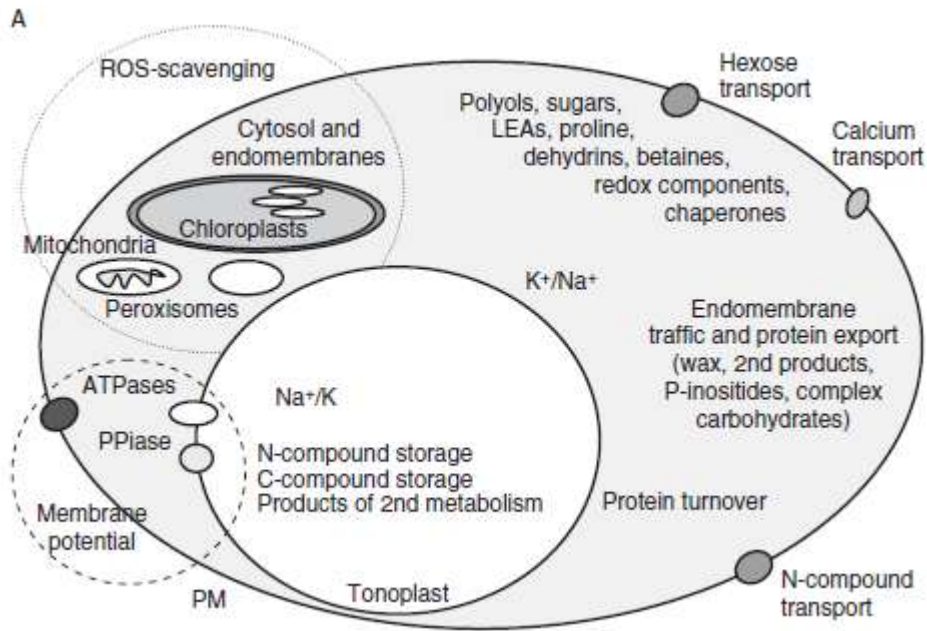 A
ROS-scavenging
Cytosol and
endomembranes
Chloroplasts
Mitochondria
Peroxisomes
Polyols, sugars,
LEAs, proline,
dehydrins, betaines,
redox components,
chaperones
Hexose
transport
Calcium
transport
K⁺/Na⁺
Endomembrane
traffic and protein export
(wax, 2nd products,
P-inositides, complex
carbohydrates)
ATPases
PPiase
Membrane
potential
Na⁺/K
N-compound storage
C-compound storage
Products of 2nd metabolism
Protein turnover
Tonoplast
PM
N-compound
transport